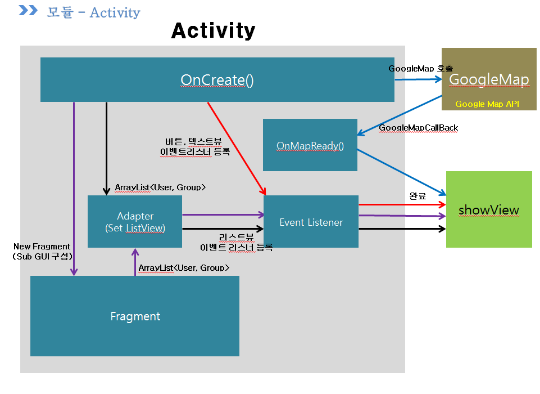 모듈 – Activity
Activity
OnCreate()
GoogleMap 호출
GoogleMap
Google Map API
GoogleMapCallBack
OnMapReady()
버튼, 텍스트뷰
이벤트리스너 등록
ArrayList<User, Group>
Adapter
(Set ListView)
Event Listener
완료
showView
리스트뷰
이벤트 리스너 등록
New Fragment
(Sub GUI 구성)
ArrayList<User, Group>
Fragment